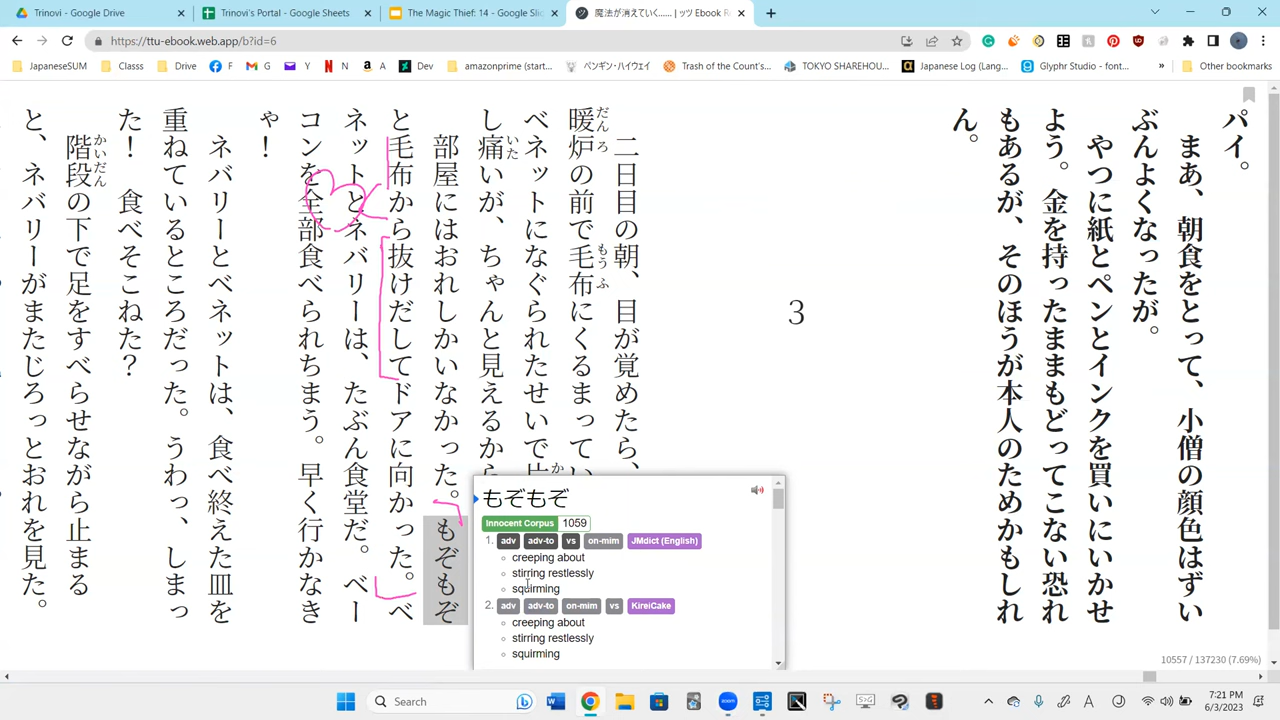 Trinovi - Google Drive
Trinovi's Portal - Google Sheets
The Magic Thief: 14 - Google Slid
魔法が消えていく...... | ッツ Ebook R
https://ttu-ebook.web.app/b?id=6
JapaneseSUM
Classs
Drive
F
G
Y
N
A
Dev
amazonprime (start...
ペンギン・ハイウェイ
Trash of the Count's...
TOKYO SHAREHOU...
Japanese Log (Lang...
Glyphr Studio - font...
Other bookmarks
パイ。
まあ、朝食をとって、小僧の顔色はずい
ぶんよくなったが。
やつに紙とペンとインクを買いにいかせ
よう。金を持ったままもどってこない恐れ
もあるが、そのほうが本人のためかもしれ
ん。
3
二日目の朝、目が覚めたら、
だんろ もうふ
暖炉の前で毛布にくるまってい
か
ベネットになぐられたせいで片
いた
し痛いが、ちゃんと見えるから
部屋にはおれしかいなかった。もぞもぞ
と毛布から抜けだしてドアに向かった。ベ
ネットとネバリーは、たぶん食堂だ。ベー
コンを全部食べられちまう。早く行かなき
ゃ！
ネバリーとベネットは、食べ終えた皿を
重ねているところだった。うわっ、しまっ
た！　食べそこねた？
かいだん
階段の下で足をすべらせながら止まる
と、ネバリーがまたじろっとおれを見た。
もぞもぞ
Innocent Corpus 1059
1. adv adv-to vs on-mim JMdict (English)
creeping about
stirring restlessly
squirming
2. adv adv-to on-mim vs KireiCake
creeping about
stirring restlessly
squirming
10557 / 137230 (7.69%)
Search
7:21 PM
6/3/2023